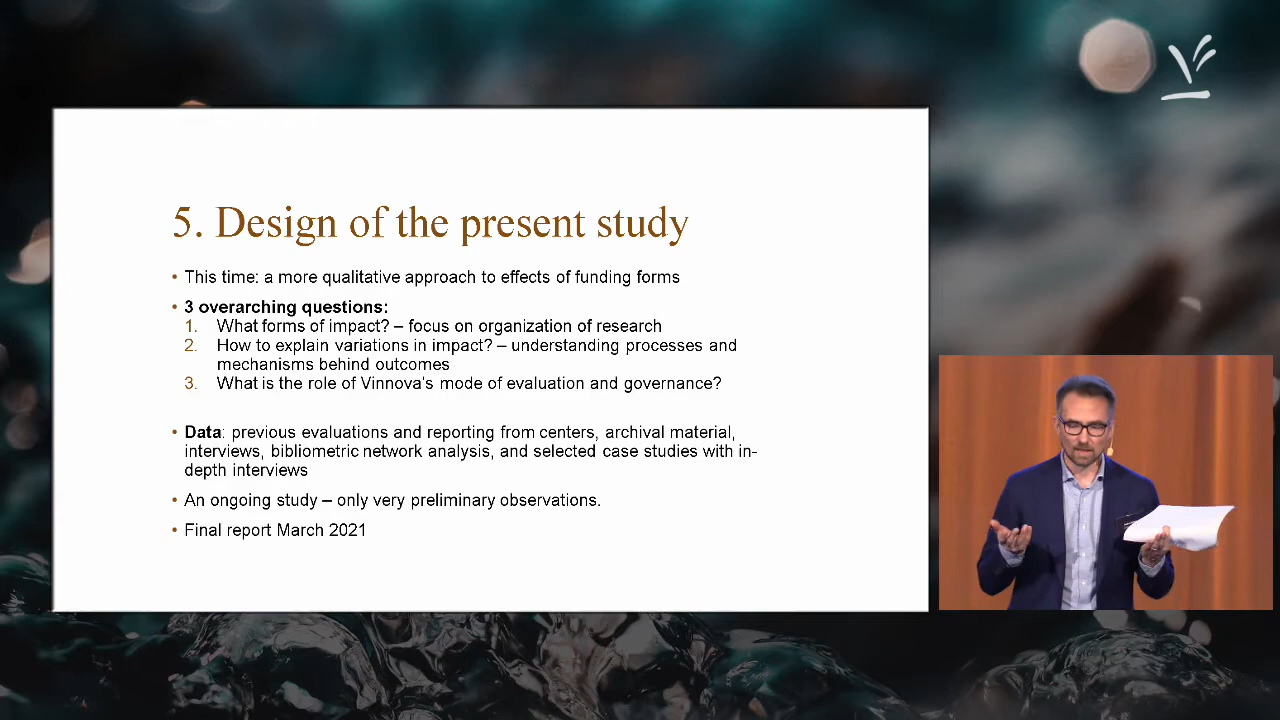 5. Design of the present study
• This time: a more qualitative approach to effects of funding forms
• 3 overarching questions:
1. What forms of impact? – focus on organization of research
2. How to explain variations in impact? – understanding processes and
mechanisms behind outcomes
3. What is the role of Vinnova's mode of evaluation and governance?
• Data: previous evaluations and reporting from centers, archival material,
interviews, bibliometric network analysis, and selected case studies with in-
depth interviews
• An ongoing study – only very preliminary observations.
• Final report March 2021